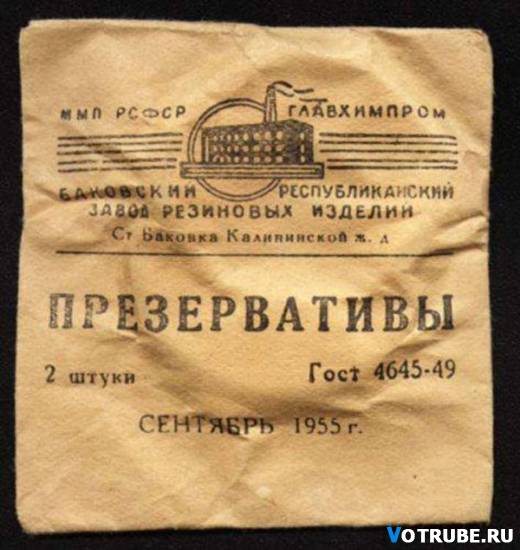 ММП РСФСР ГЛАВХИМПРОМ
БАКОВСКИЙ РЕСПУБЛИКАНСКИЙ
ЗАВОД РЕЗИНОВЫХ ИЗДЕЛИЙ
Ст Баковка Калининской ж. д
ПРЕЗЕРВАТИВЫ
2 штуки Гост 4645-49
СЕНТЯБРЬ 1955 г.
VOTRUBE.RU